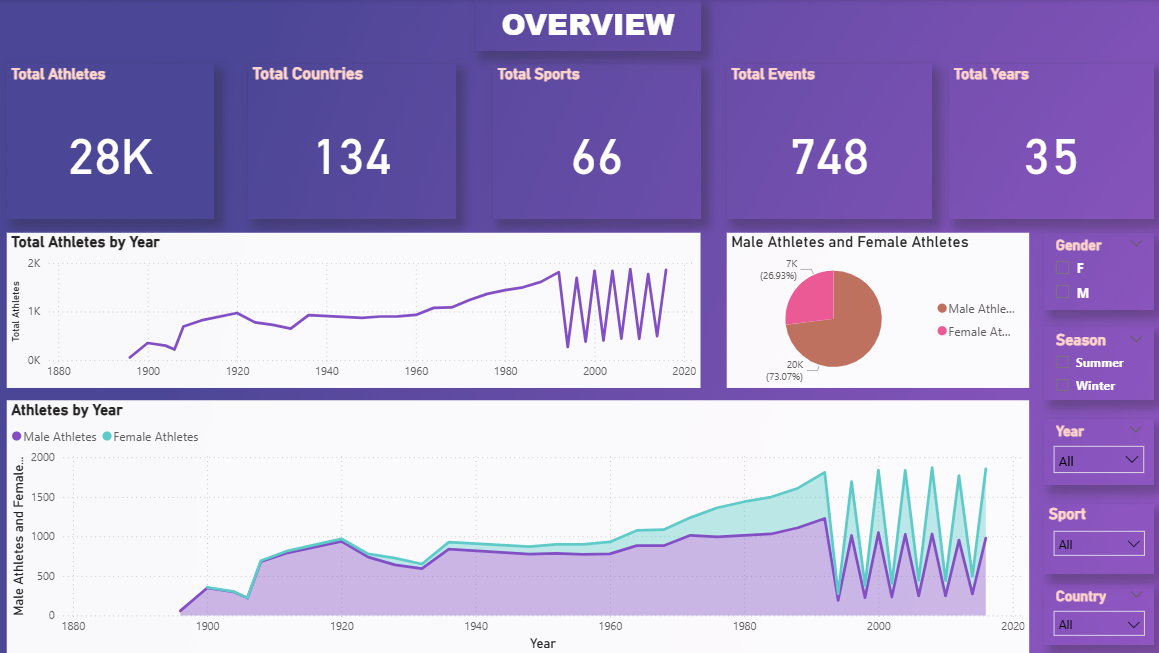 OVERVIEW
Total Athletes
Total Countries
Total Sports
Total Events
Total Years
28K
134
66
748
35
Total Athletes by Year
Total Athletes
2K
1K
0K
1880
1900
1920
1940
1960
1980
2000
2020
Male Athletes and Female Athletes
7K
(26.93%)
20K
(73.07%)
Male Athle...
Female At...
Gender
F
M
Season
Summer
Winter
Athletes by Year
Male Athletes
Female Athletes
Male Athletes and Female...
2000
1500
1000
500
0
1880
1900
1920
1940
1960
1980
2000
2020
Year
Year
All
Sport
All
Country
All